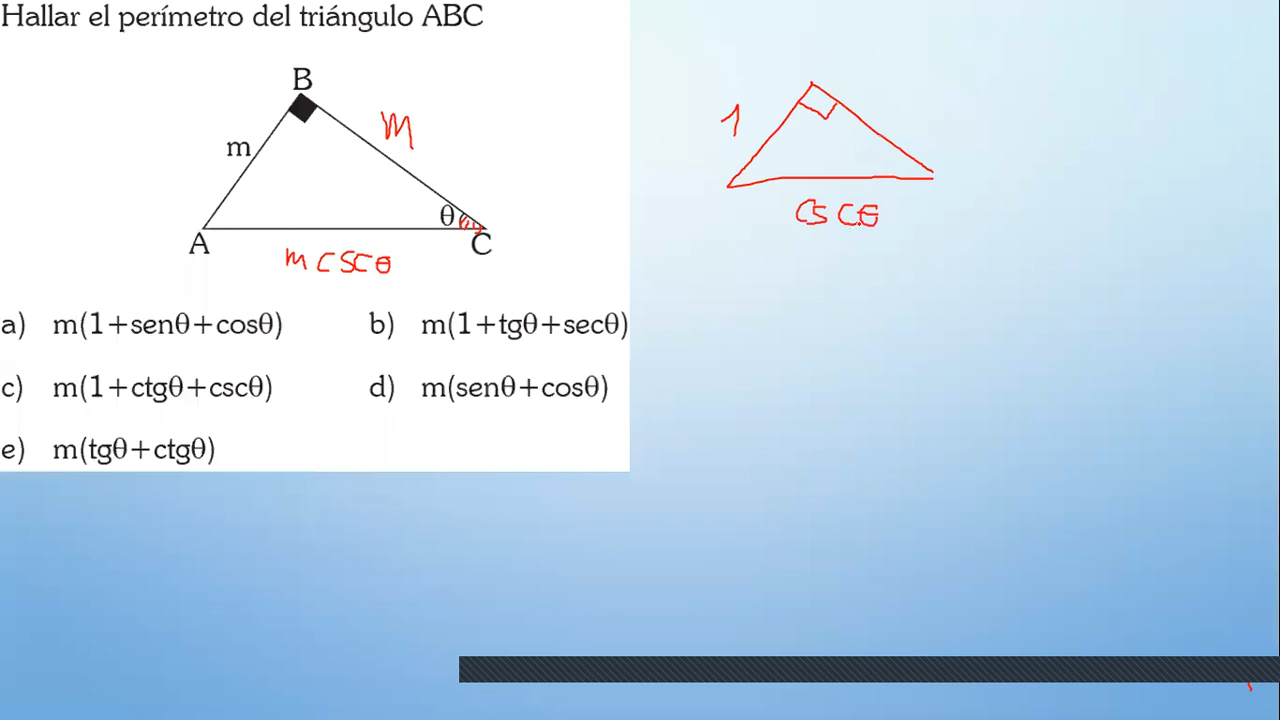 Hallar el perímetro del triángulo ABC
B
m
m
1
θ
A
C
m cscθ
cscθ
a) m(1+senθ+cosθ) b) m(1+tgθ+secθ)
c) m(1+ctgθ+cscθ) d) m(senθ+cosθ)
e) m(tgθ+ctgθ)